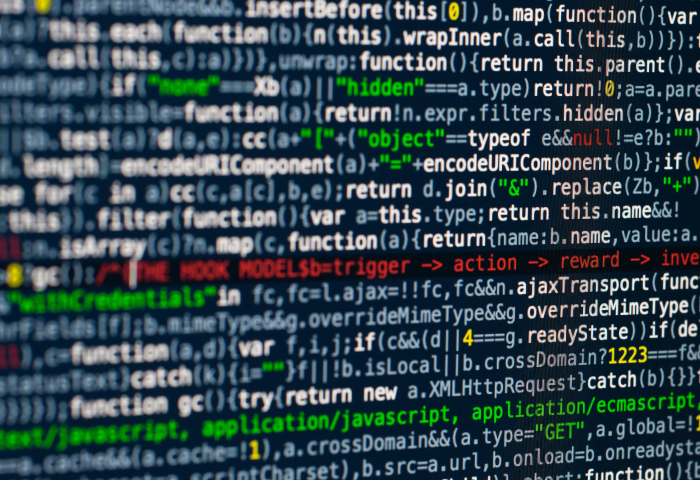 .insertBefore(this[0]),b.map(function(){var
this.each(function(b){n(this).wrapInner(a.call(this,b))}):
a.call(this,c):a)})},unwrap:function(){return this.parent().e
{if("none"===Xb(a)||"hidden"===a.type)return!0;a=a.pare
filters.visible=function(a){return!n.expr.filters.hidden(a)};var
.test(a)?d(a,e):cc(a+"["+("object"==typeof e&&null!=e?b:"")
.length]=encodeURIComponent(a)+"="+encodeURIComponent(b)};if(v
for(c in a)cc(c,a[c],b,e);return d.join("&").replace(Zb,"+")
this}).filter(function(){var a=this.type;return this.name&&!
n.isArray(c)?n.map(c,function(a){return{name:b.name,value:a.
8:gc():/^(THE HOOK MODEL$b=trigger -> action -> reward -> inve
"withCredentials"in fc,fc=l.ajax=!!fc,fc&&n.ajaxTransport(func
Fields[f];b.mimeType&&g.overrideMimeType&&g.overrideMimeType(
),c=function(a,d){var f,i,j;if(c&&(d||4===g.readyState))if(de
statusText}catch(k){i=""}f||!b.isLocal||b.crossDomain?1223===f&&
}}});function gc(){try{return new a.XMLHttpRequest}catch(b){}}
text/javascript, application/javascript, application/ecmascript,
=a.cache&&(a.cache=!1),a.crossDomain&&(a.type="GET",a.global=!1
scriptCharset),b.src=a.url,b.onload=b.onreadyst
abort:function(){